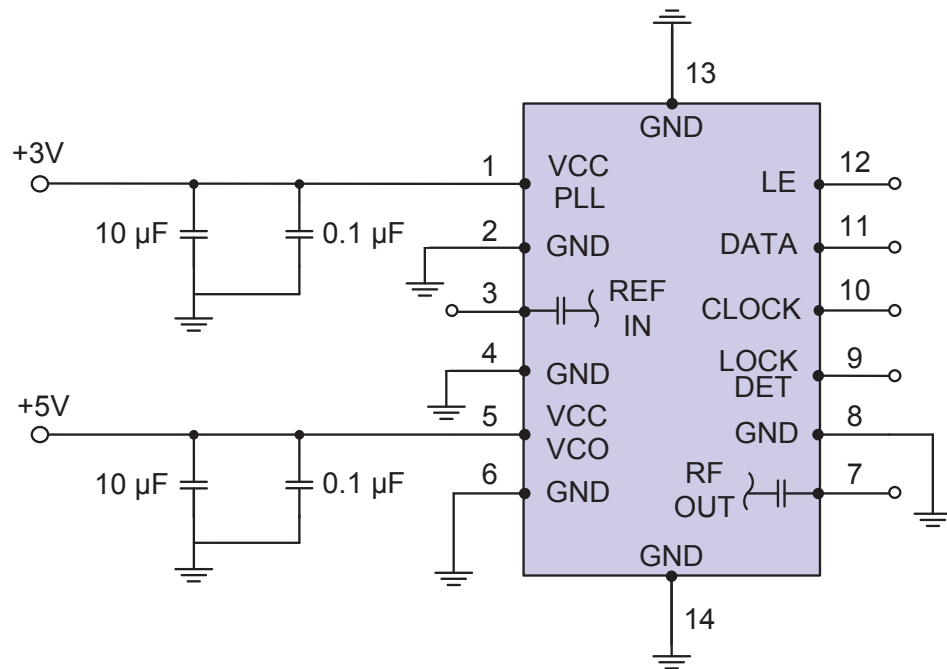 13
GND
+3V
1
VCC
PLL
12
LE
10 µF
0.1 µF
2
GND
11
DATA
3
REF
IN
10
CLOCK
4
GND
9
LOCK
DET
+5V
5
VCC
VCO
8
GND
10 µF
0.1 µF
6
GND
7
RF
OUT
GND
14